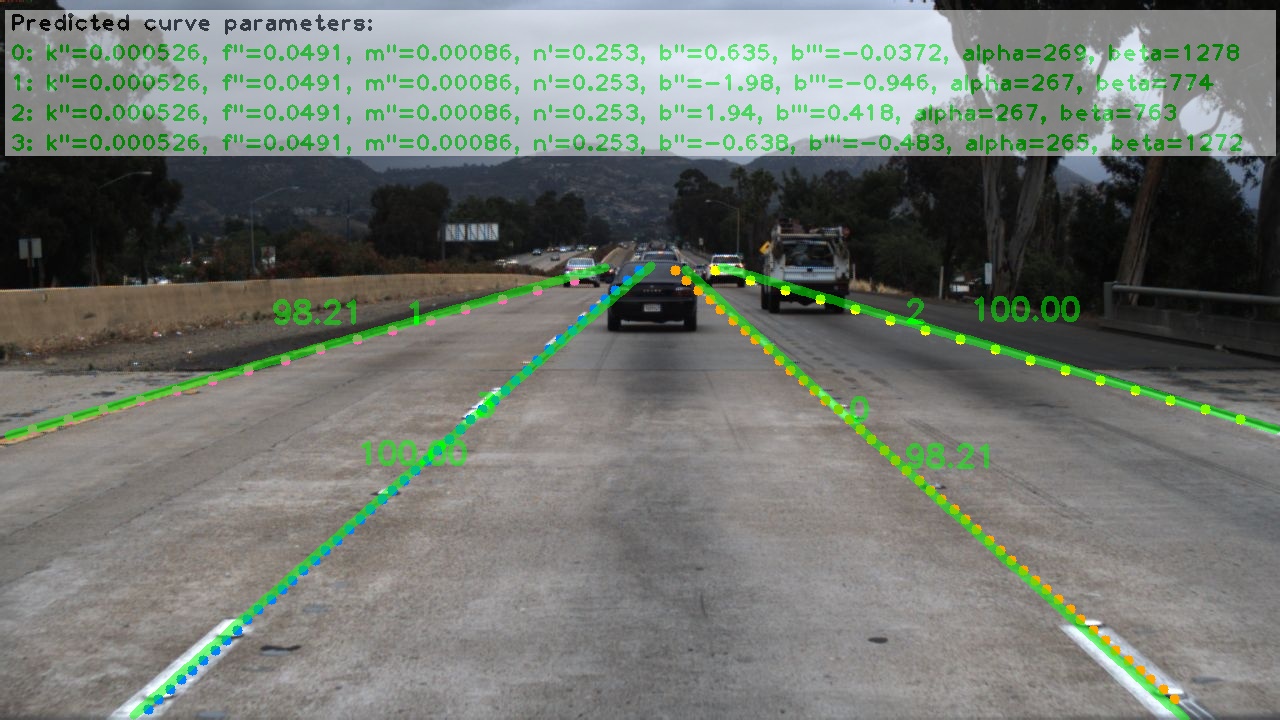 Predicted curve parameters:
0: k''=0.000526, f''=0.0491, m''=0.00086, n'=0.253, b''=0.635, b'''=−0.0372, alpha=269, beta=1278
1: k''=0.000526, f''=0.0491, m''=0.00086, n'=0.253, b''=−1.98, b'''=−0.946, alpha=267, beta=774
2: k''=0.000526, f''=0.0491, m''=0.00086, n'=0.253, b''=1.94, b'''=0.418, alpha=267, beta=763
3: k''=0.000526, f''=0.0491, m''=0.00086, n'=0.253, b''=−0.638, b'''=−0.483, alpha=265, beta=1272
98.21 1
2 100.00
0
100.00
98.21